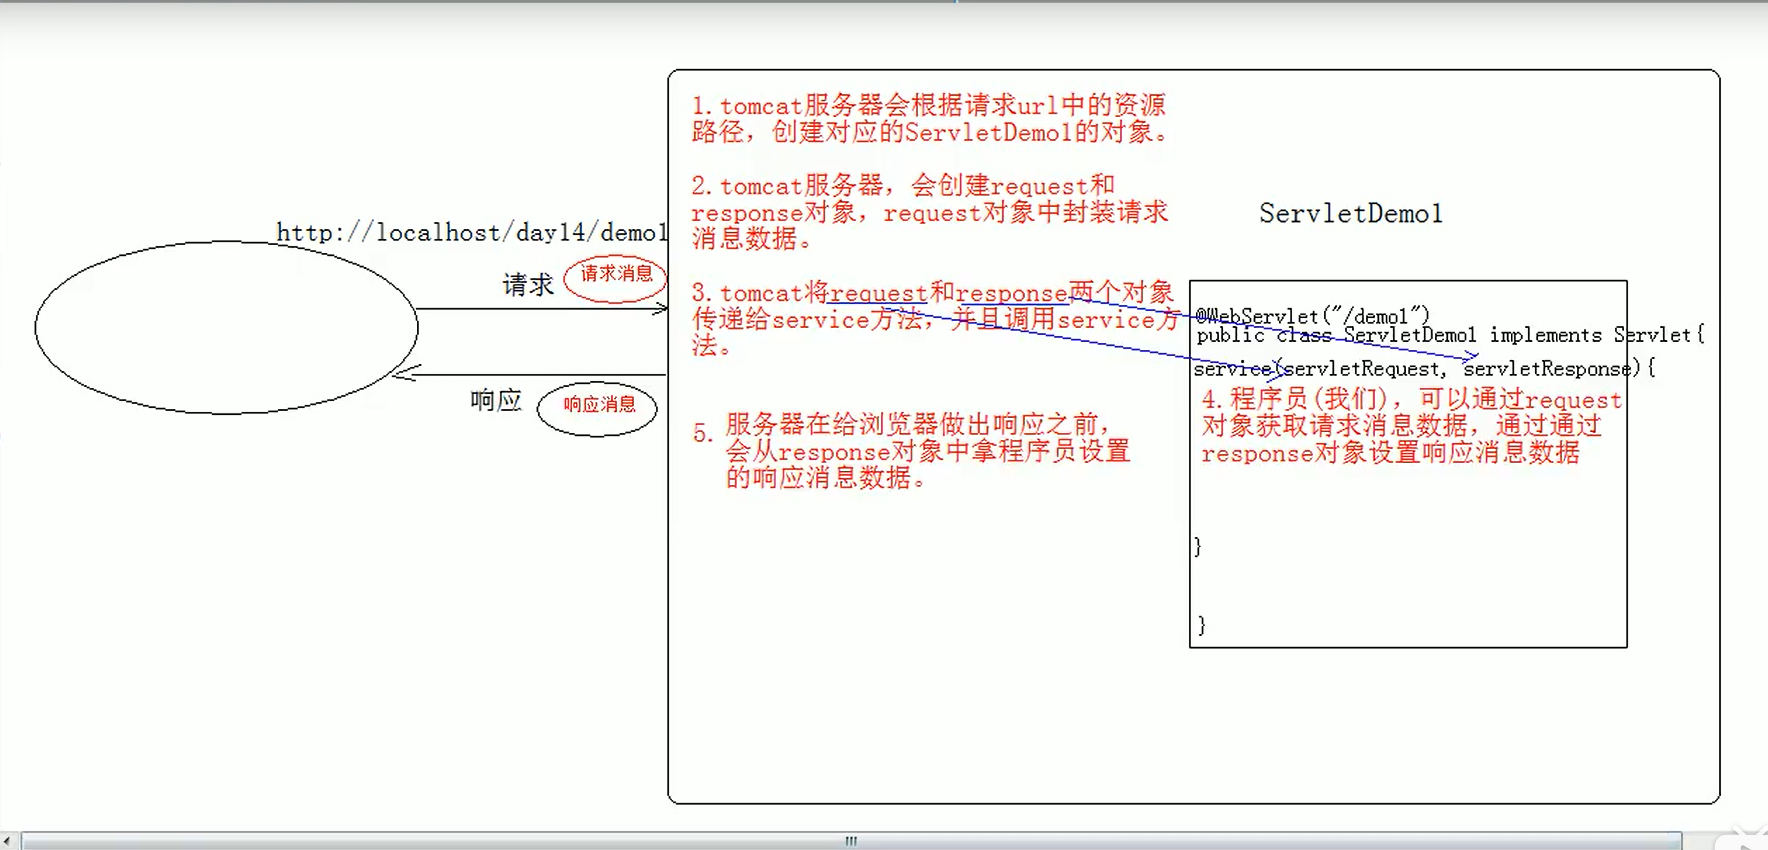 http://localhost/day14/demo1
请求
请求消息
响应
响应消息
1.tomcat服务器会根据请求url中的资源
路径，创建对应的ServletDemo1的对象。
2.tomcat服务器，会创建request和
response对象，request对象中封装请求
消息数据。
3.tomcat将request和response两个对象
传递给service方法，并且调用service方
法。
5. 服务器在给浏览器做出响应之前，
会从response对象中拿程序员设置
的响应消息数据。
ServletDemo1
@WebServlet("/demo1")
public class ServletDemo1 implements Servlet{
service(servletRequest, servletResponse){
4.程序员(我们)，可以通过request
对象获取请求消息数据，通过通过
response对象设置响应消息数据
}
}